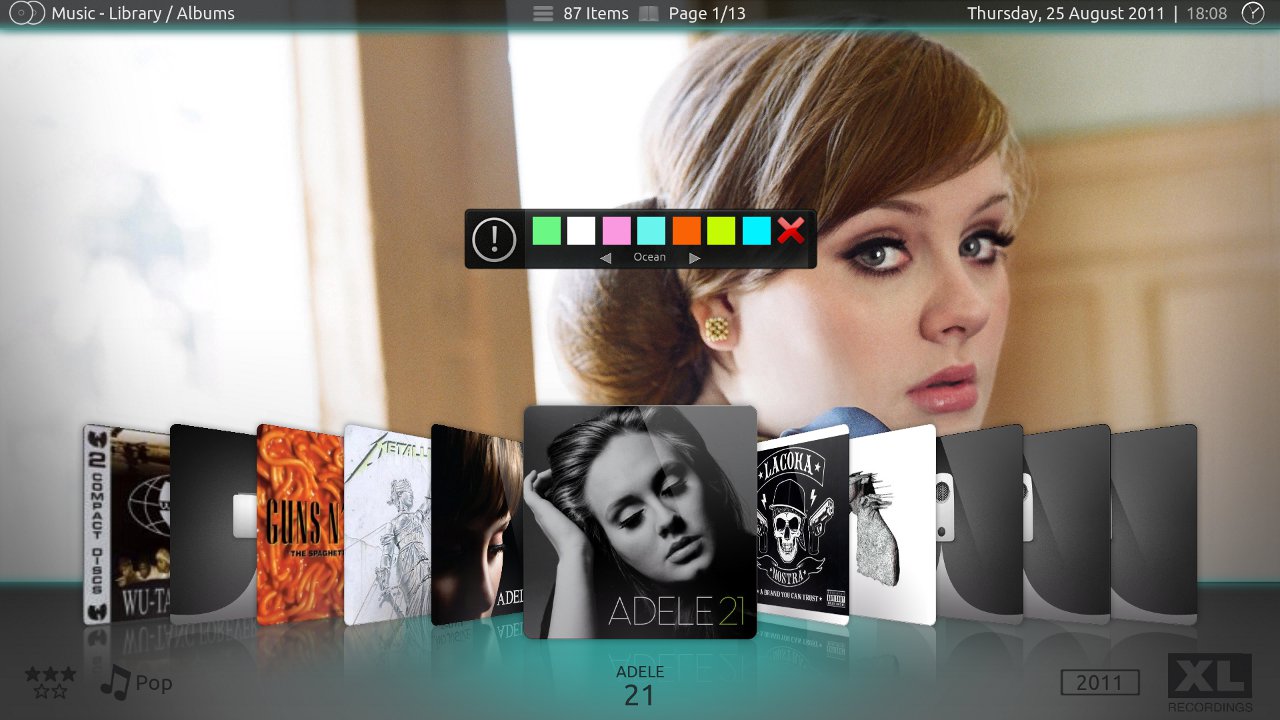 Music - Library / Albums
87 Items
Page 1/13
Thursday, 25 August 2011 | 18:08
Ocean
2 COMPACT DISCS
WU-TA
GUNS N'
THE SPAGHET
METALLI
ADEL
ADELE 21
LACOKA
NOSTRA
A BRAND YOU CAN TRUST
Pop
ADELE
21
2011
XL
RECORDINGS